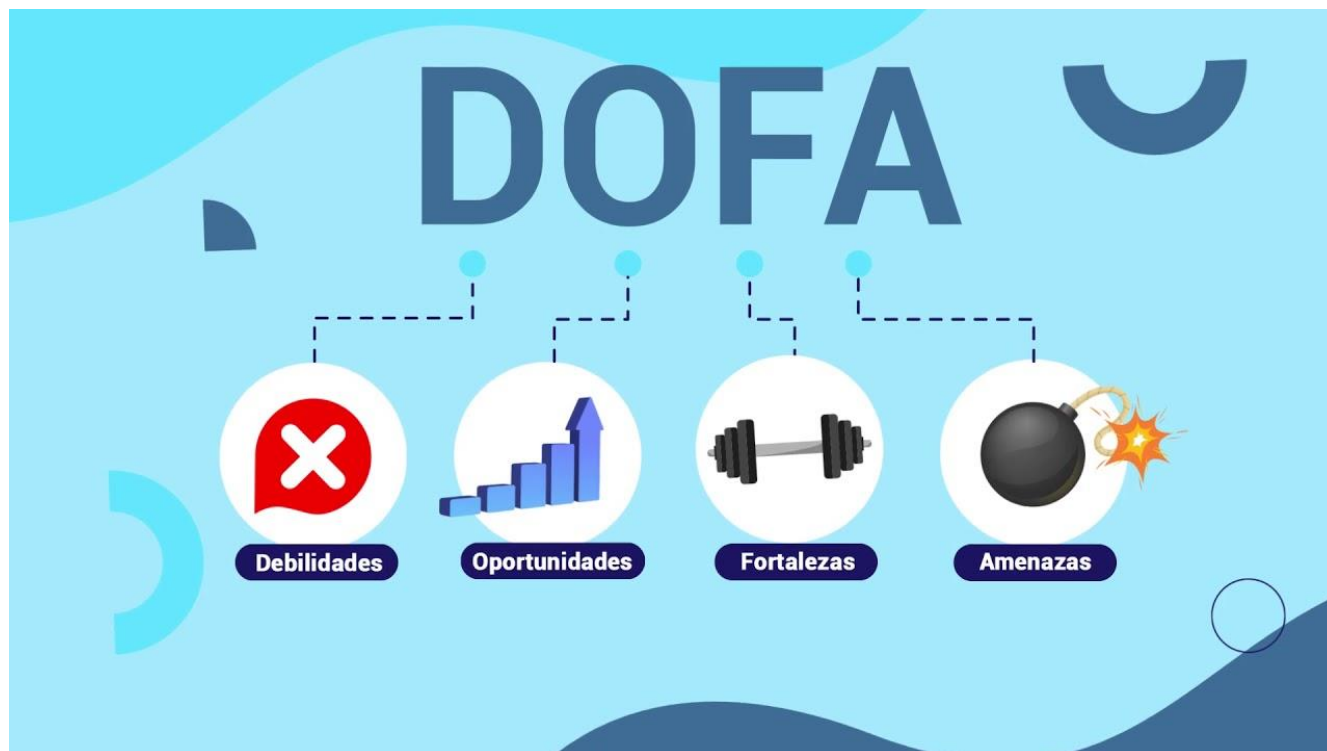 DOFA
Debilidades
Oportunidades
Fortalezas
Amenazas